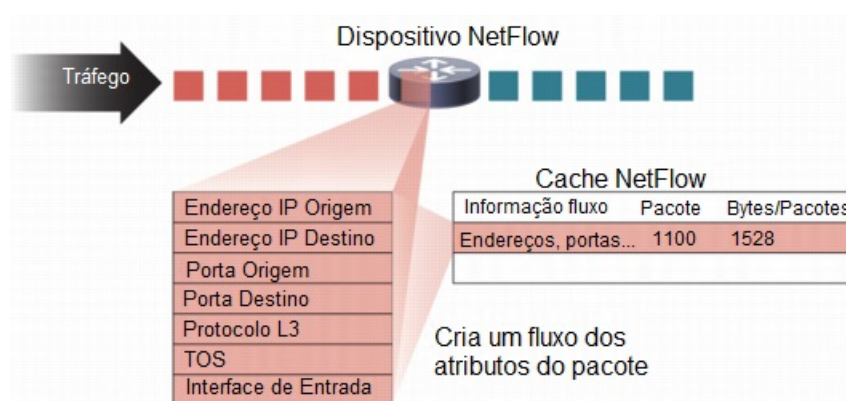 Dispositivo NetFlow
Tráfego
Cache NetFlow
Informação fluxo Pacote Bytes/Pacotes
Endereços, portas... 1100 1528
Endereço IP Origem
Endereço IP Destino
Porta Origem
Porta Destino
Protocolo L3
TOS
Interface de Entrada
Cria um fluxo dos
atributos do pacote